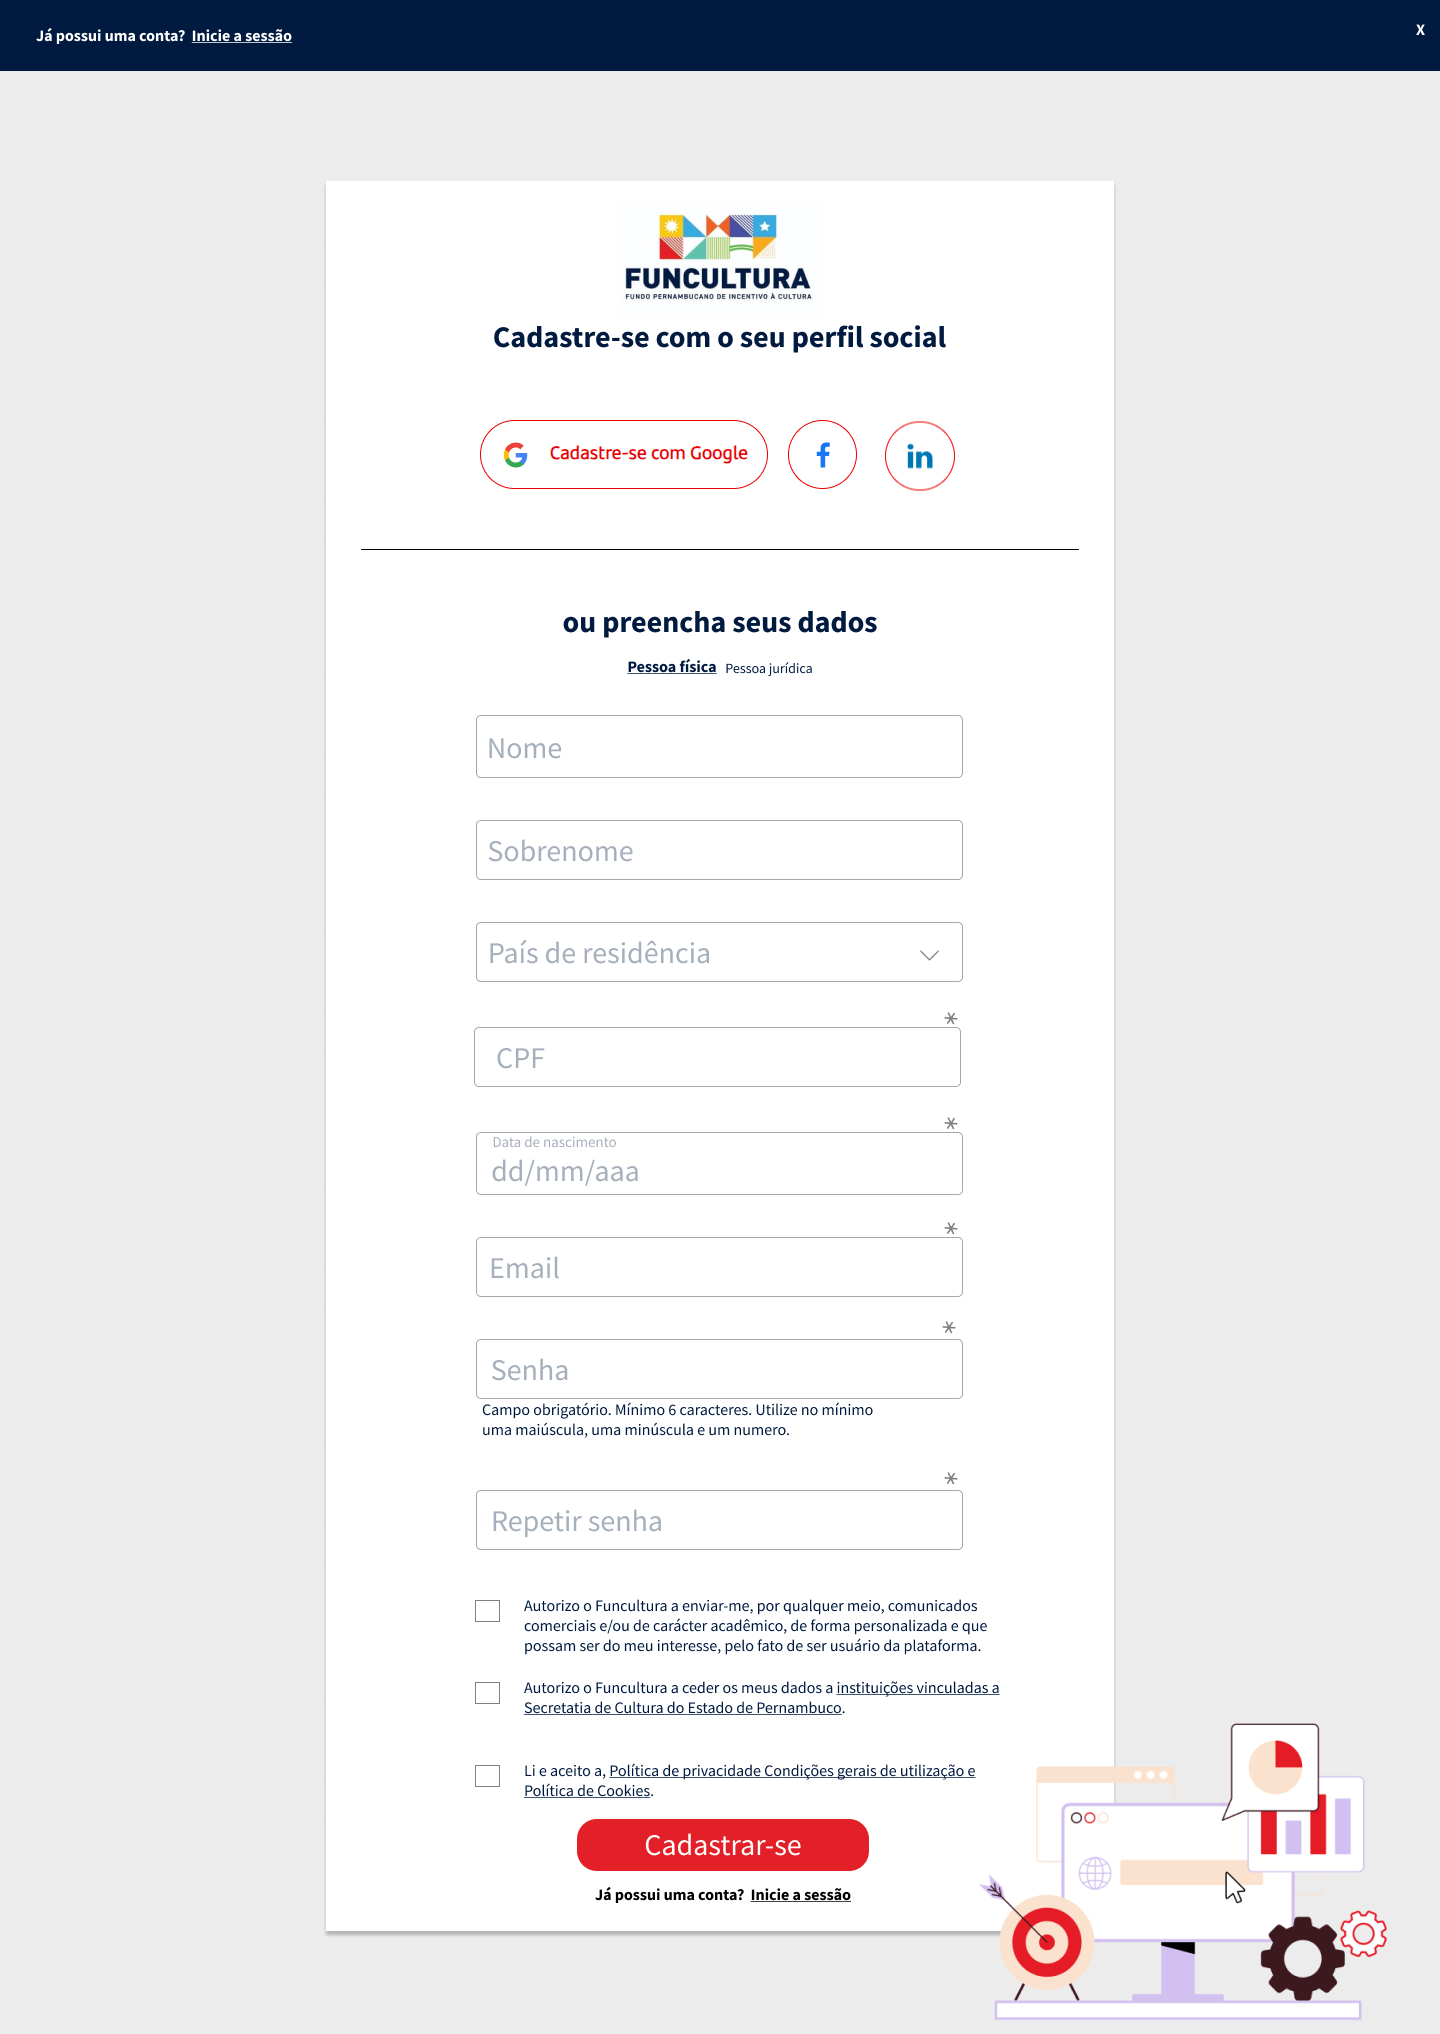 Já possui uma conta? Inicie a sessão
X
FUNCULTURA
FUNDO PERNAMBUCANO DE INCENTIVO À CULTURA
Cadastre-se com o seu perfil social
Cadastre-se com Google
f
in
ou preencha seus dados
Pessoa física Pessoa jurídica
Nome
Sobrenome
País de residência
*
CPF
*
Data de nascimento
dd/mm/aaa
*
Email
*
Senha
Campo obrigatório. Mínimo 6 caracteres. Utilize no mínimo
uma maiúscula, uma minúscula e um numero.
*
Repetir senha
Autorizo o Funcultura a enviar-me, por qualquer meio, comunicados
comerciais e/ou de carácter acadêmico, de forma personalizada e que
possam ser do meu interesse, pelo fato de ser usuário da plataforma.
Autorizo o Funcultura a ceder os meus dados a instituições vinculadas a
Secretatia de Cultura do Estado de Pernambuco.
Li e aceito a, Política de privacidade Condições gerais de utilização e
Política de Cookies.
Cadastrar-se
Já possui uma conta? Inicie a sessão